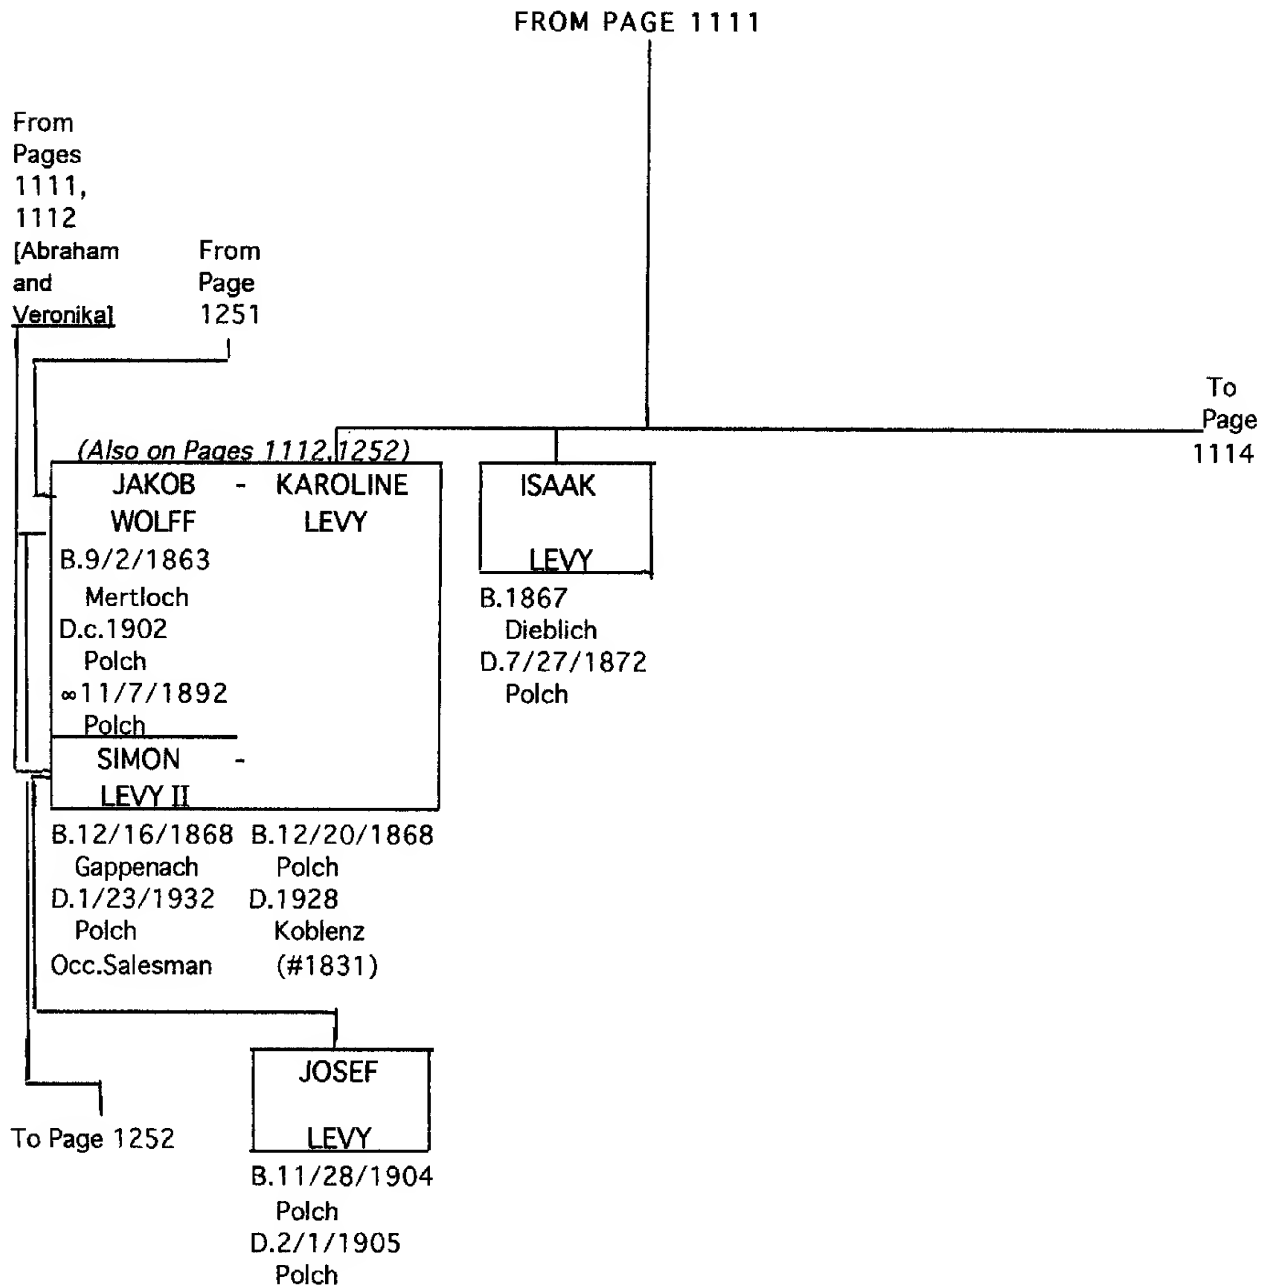 FROM PAGE 1111
From
Pages
1111,
1112
[Abraham
and
Veronika]
From
Page
1251
To
Page
1114
(Also on Pages 1112,1252)
JAKOB - KAROLINE
WOLFF LEVY
B.9/2/1863
Mertloch
D.c.1902
Polch
∞11/7/1892
Polch
SIMON -
LEVY II
B.12/16/1868 B.12/20/1868
Gappenach Polch
D.1/23/1932 D.1928
Polch Koblenz
Occ.Salesman (#1831)
ISAAK
LEVY
B.1867
Dieblich
D.7/27/1872
Polch
To Page 1252
JOSEF
LEVY
B.11/28/1904
Polch
D.2/1/1905
Polch